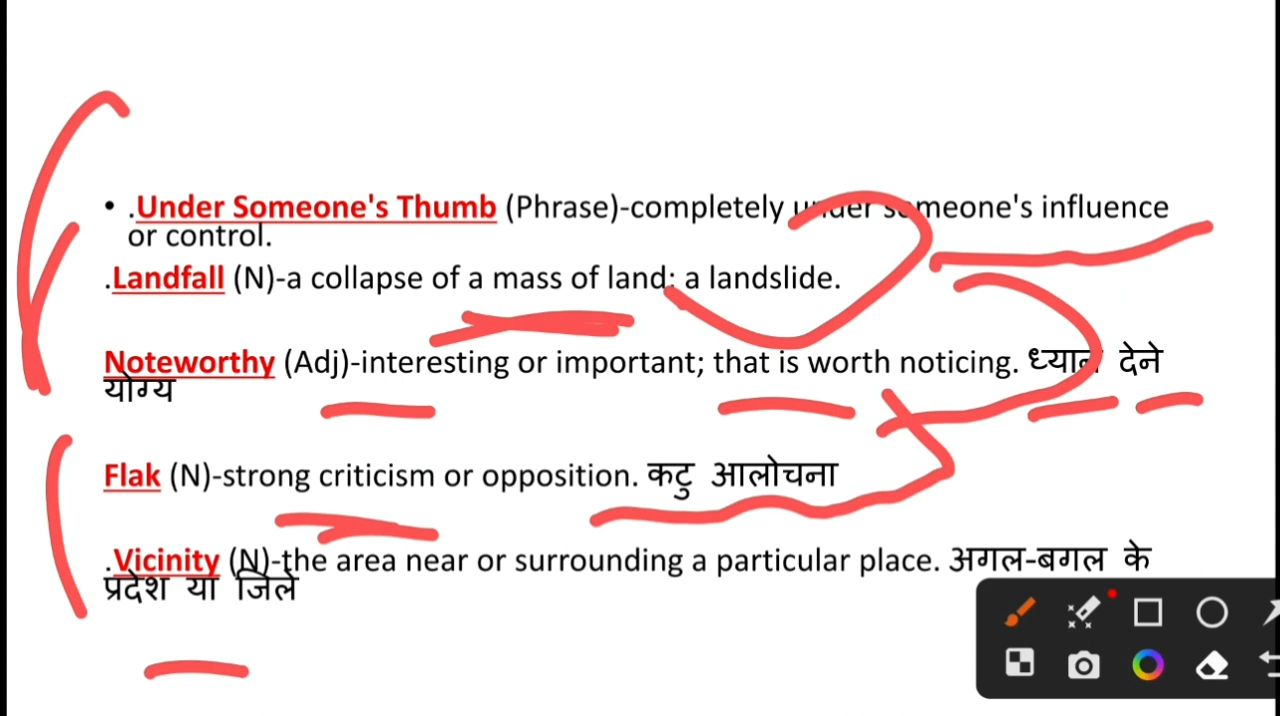 • .Under Someone's Thumb (Phrase)-completely under someone's influence
or control.
.Landfall (N)-a collapse of a mass of land; a landslide.
Noteworthy (Adj)-interesting or important; that is worth noticing. ध्यान देने
योग्य
Flak (N)-strong criticism or opposition. कटु आलोचना
.Vicinity (N)-the area near or surrounding a particular place. अगल-बगल के
प्रदेश या जिले